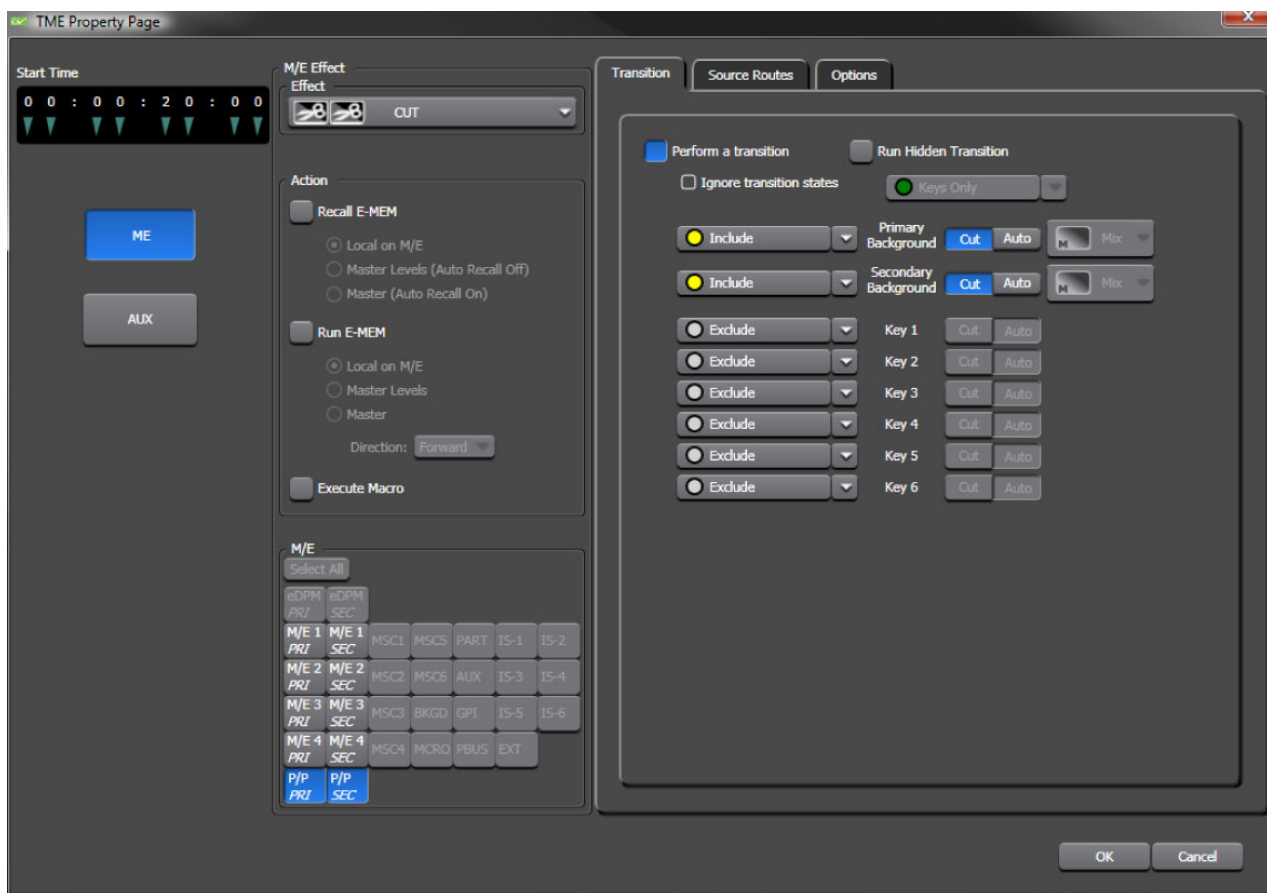 TME Property Page
X
Start Time
0 0 : 0 0 : 2 0 : 0 0
ME
AUX
M/E Effect
Effect
CUT
Action
Recall E-MEM
Local on M/E
Master Levels (Auto Recall Off)
Master (Auto Recall On)
Run E-MEM
Local on M/E
Master Levels
Master
Direction: Forward
Execute Macro
M/E
Select All
eDPM PRI eDPM SEC
M/E 1 PRI M/E 1 SEC MSC1 MSC5 PART IS-1 IS-2
M/E 2 PRI M/E 2 SEC MSC2 MSC6 AUX IS-3 IS-4
M/E 3 PRI M/E 3 SEC MSC3 BKGD GPI IS-5 IS-6
M/E 4 PRI M/E 4 SEC MSC4 MCRO PBUS EXT
P/P PRI P/P SEC
Transition Source Routes Options
Perform a transition Run Hidden Transition
Ignore transition states Keys Only
Include Primary Background Cut Auto M Mix
Include Secondary Background Cut Auto M Mix
Exclude Key 1 Cut Auto
Exclude Key 2 Cut Auto
Exclude Key 3 Cut Auto
Exclude Key 4 Cut Auto
Exclude Key 5 Cut Auto
Exclude Key 6 Cut Auto
OK Cancel